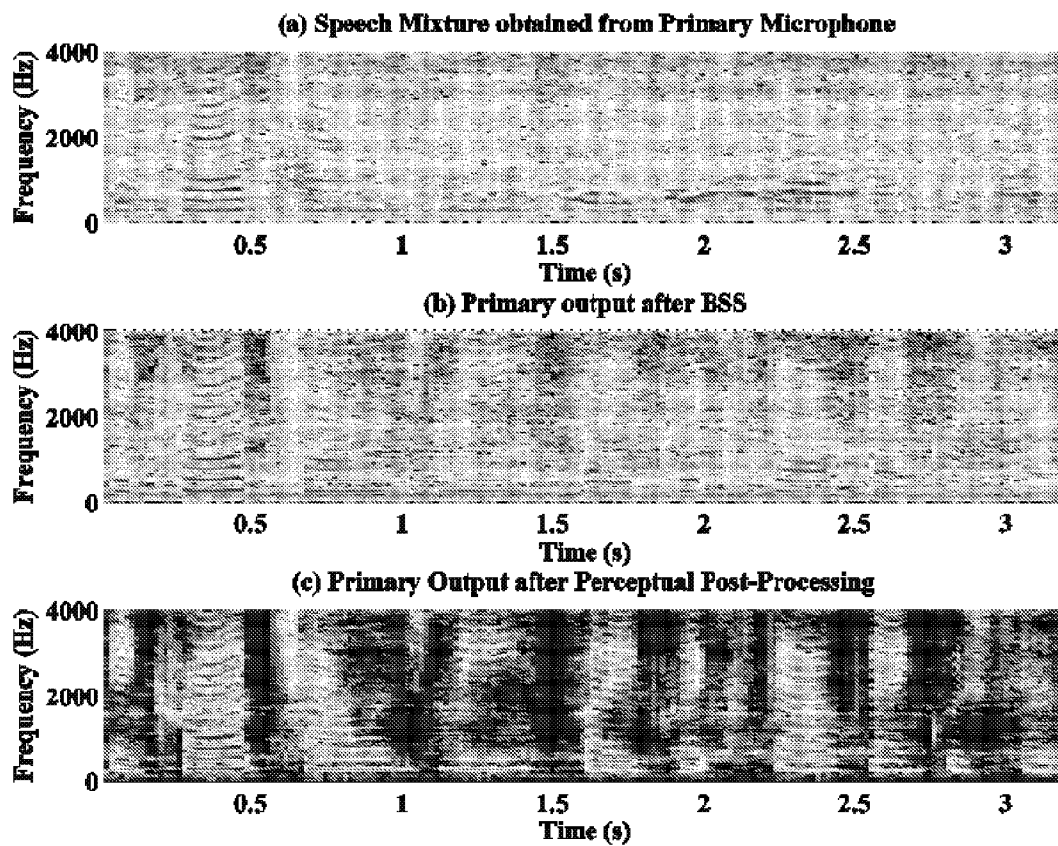 (a) Speech Mixture obtained from Primary Microphone
Frequency (Hz)
4000
2000
0
0.5 1 1.5 2 2.5 3
Time (s)
(b) Primary output after BSS
Frequency (Hz)
4000
2000
0
0.5 1 1.5 2 2.5 3
Time (s)
(c) Primary Output after Perceptual Post-Processing
Frequency (Hz)
4000
2000
0
0.5 1 1.5 2 2.5 3
Time (s)